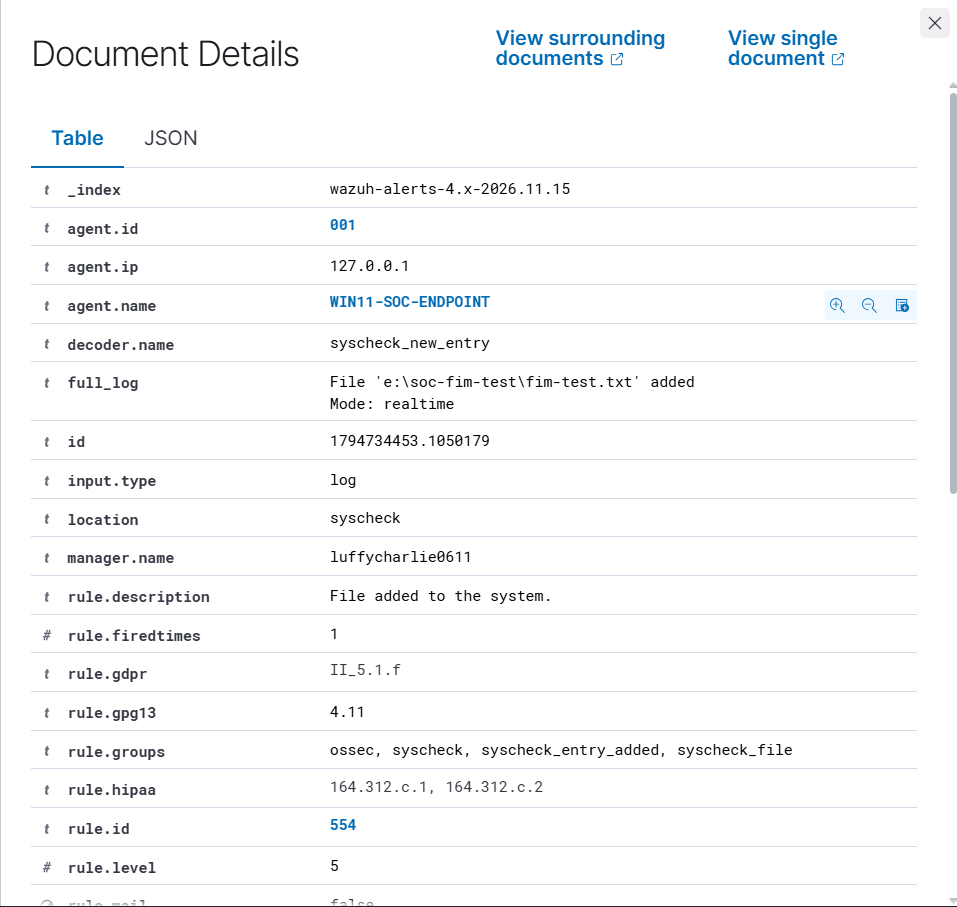 Document Details
View surrounding
documents
View single
document
Table
JSON
t _index wazuh-alerts-4.x-2026.11.15
t agent.id 001
t agent.ip 127.0.0.1
t agent.name WIN11-SOC-ENDPOINT
t decoder.name syscheck_new_entry
t full_log File 'e:\soc-fim-test\fim-test.txt' added
Mode: realtime
t id 1794734453.1050179
t input.type log
t location syscheck
t manager.name luffycharlie0611
t rule.description File added to the system.
# rule.firedtimes 1
t rule.gdpr II_5.1.f
t rule.gpg13 4.11
t rule.groups ossec, syscheck, syscheck_entry_added, syscheck_file
t rule.hipaa 164.312.c.1, 164.312.c.2
t rule.id 554
# rule.level 5
rule.mail false